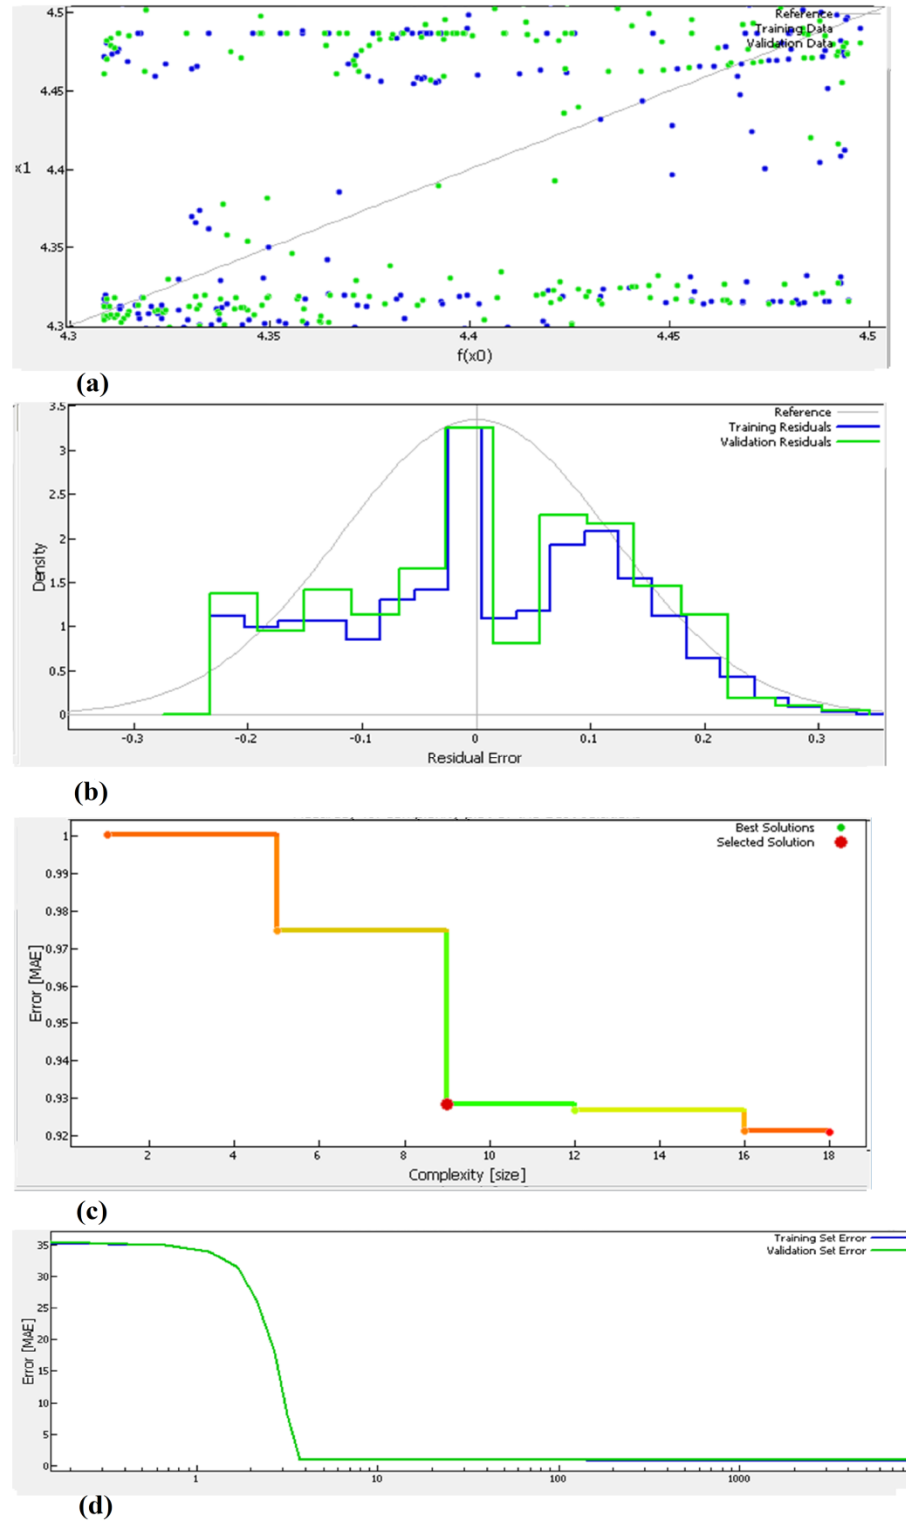 4.5
4.45
4.4
4.35
4.3
x1
Reference
Training Data
Validation Data
4.3 4.35 4.4 4.45 4.5
f(x0)
(a)
3.5
3
2.5
2
1.5
1
0.5
0
Density
Reference
Training Residuals
Validation Residuals
-0.3 -0.2 -0.1 0 0.1 0.2 0.3
Residual Error
(b)
1
0.99
0.98
0.97
0.96
0.95
0.94
0.93
0.92
Error [MAE]
Best Solutions
Selected Solution
2 4 6 8 10 12 14 16 18
Complexity [size]
(c)
35
30
25
20
15
10
5
0
Error [MAE]
Training Set Error
Validation Set Error
1 10 100 1000
(d)